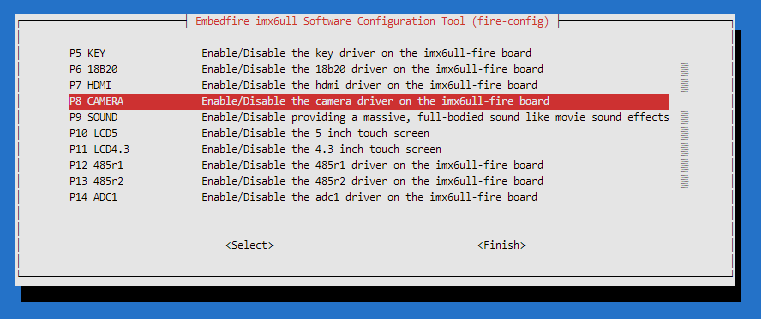 Embedfire imx6ull Software Configuration Tool (fire-config)
P5 KEY Enable/Disable the key driver on the imx6ull-fire board
P6 18B20 Enable/Disable the 18b20 driver on the imx6ull-fire board
P7 HDMI Enable/Disable the hdmi driver on the imx6ull-fire board
P8 CAMERA Enable/Disable the camera driver on the imx6ull-fire board
P9 SOUND Enable/Disable providing a massive, full-bodied sound like movie sound effects
P10 LCD5 Enable/Disable the 5 inch touch screen
P11 LCD4.3 Enable/Disable the 4.3 inch touch screen
P12 485r1 Enable/Disable the 485r1 driver on the imx6ull-fire board
P13 485r2 Enable/Disable the 485r2 driver on the imx6ull-fire board
P14 ADC1 Enable/Disable the adc1 driver on the imx6ull-fire board
<Select> <Finish>